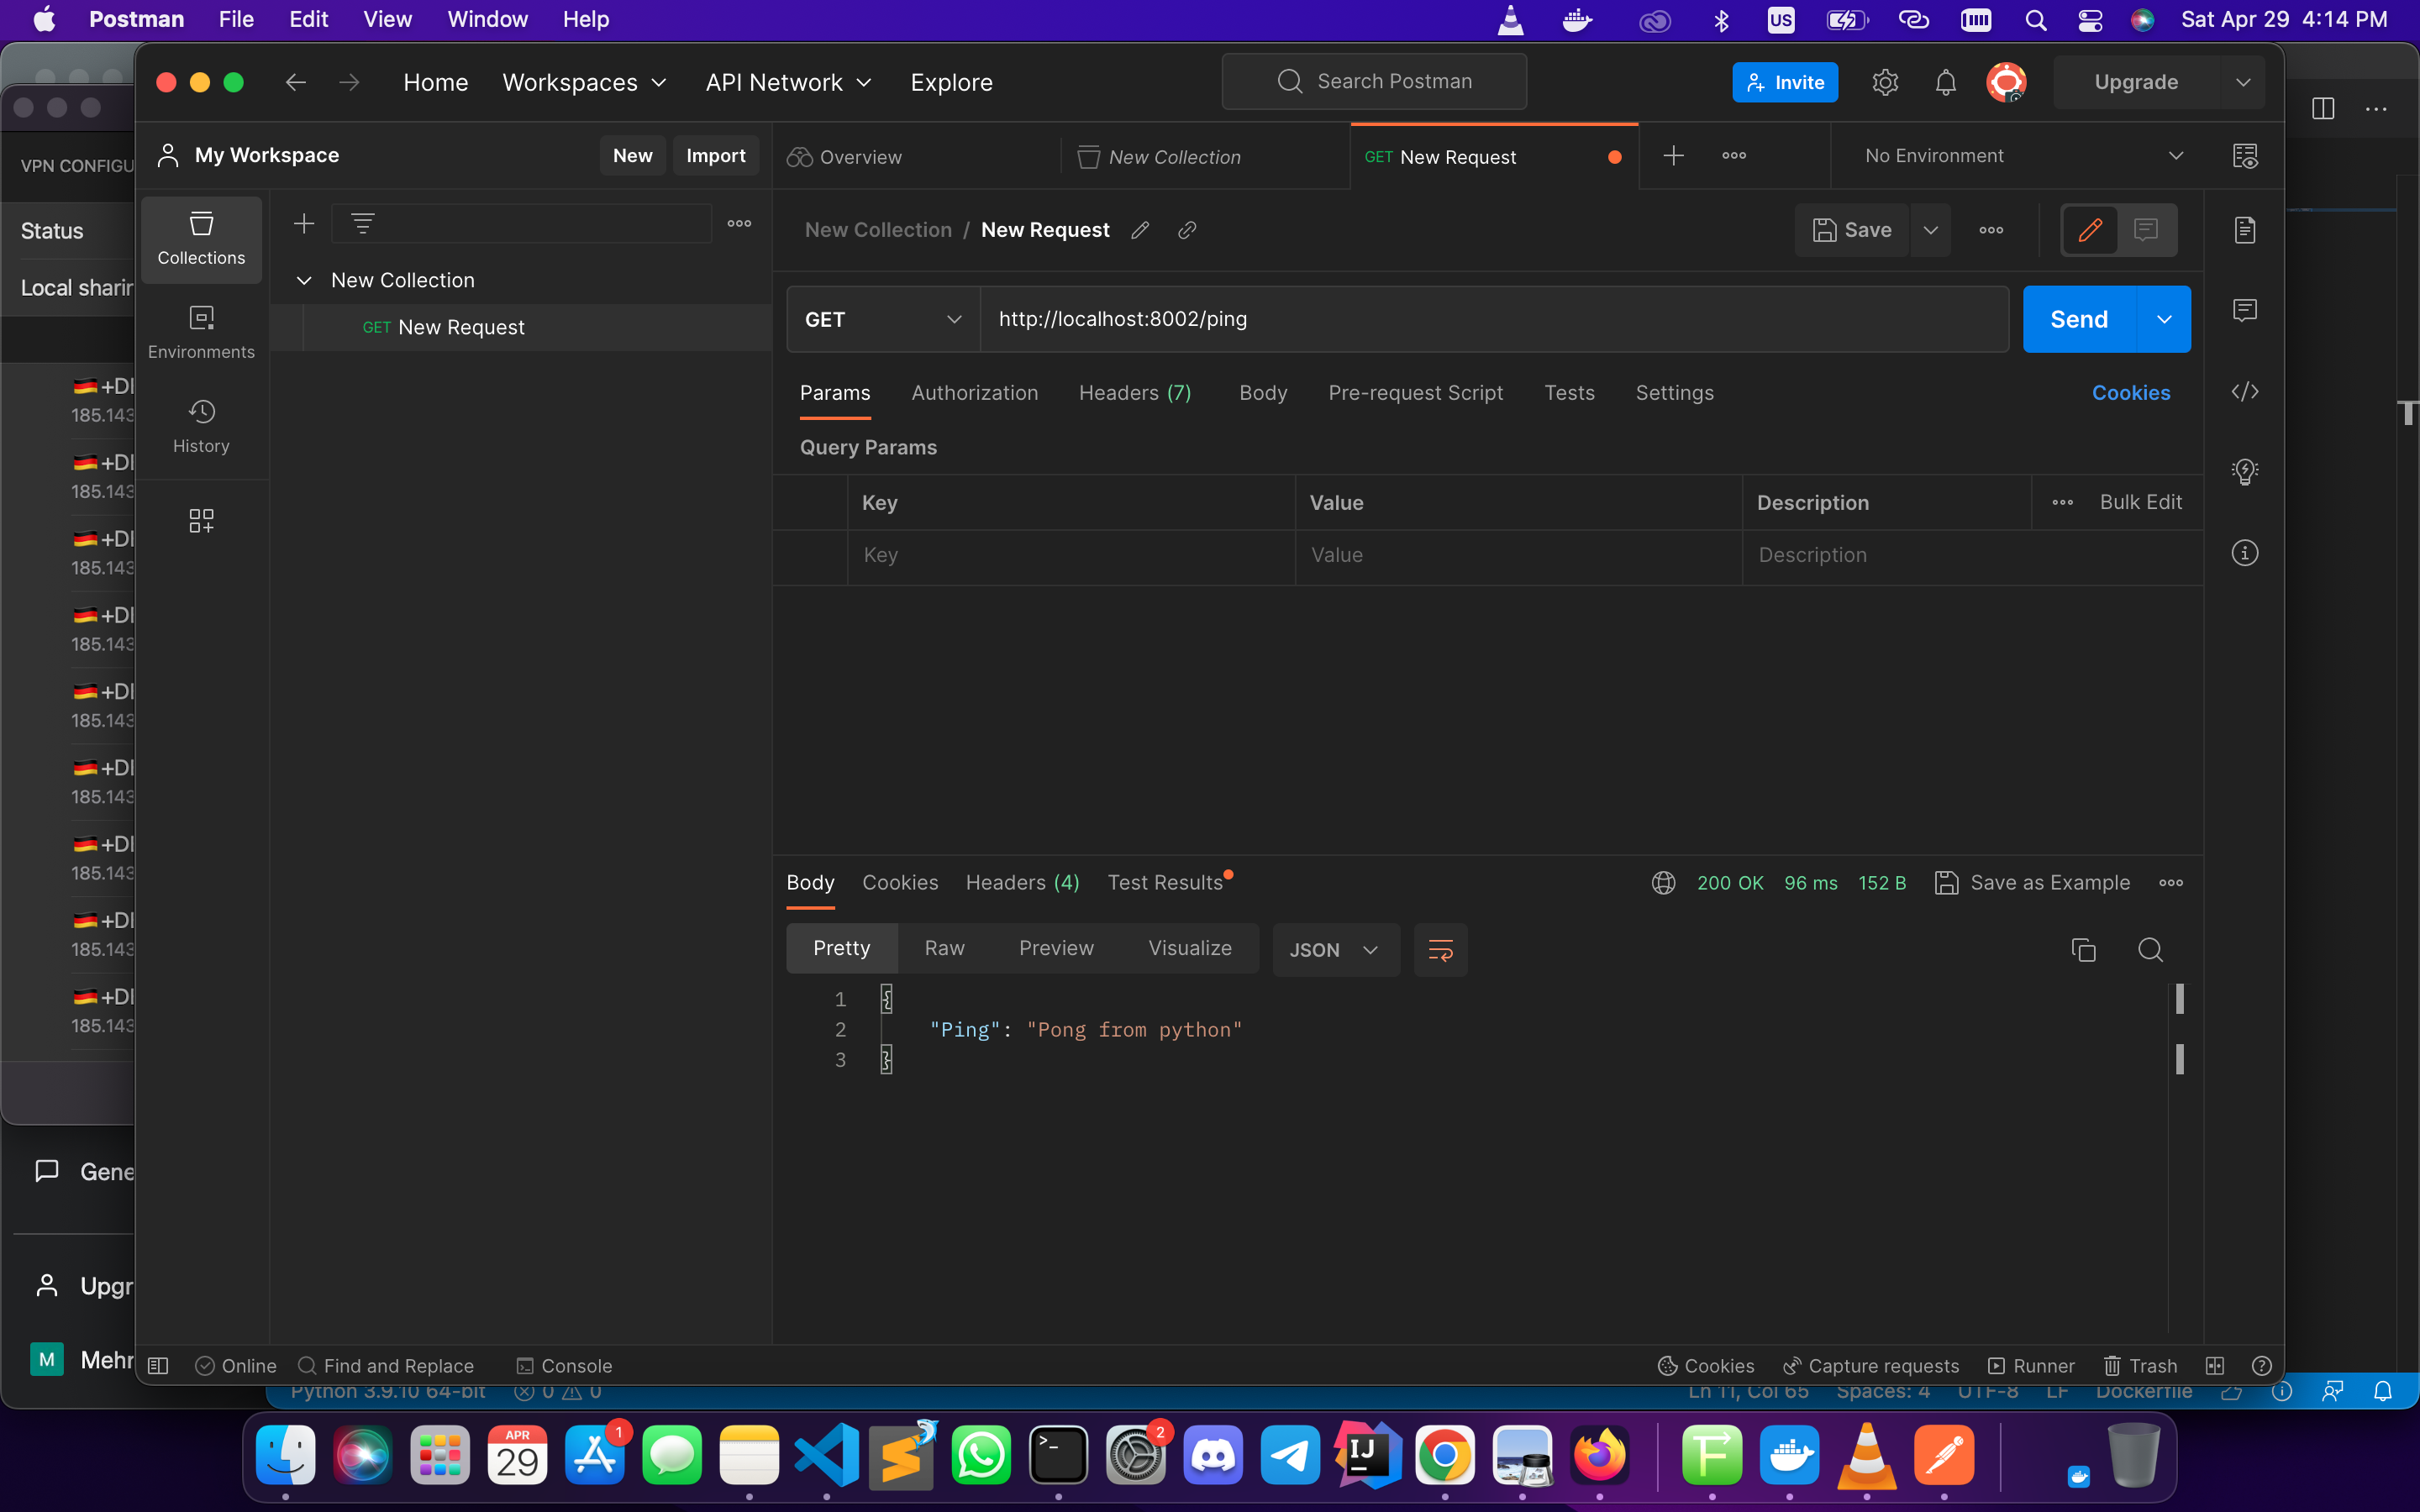 Postman File Edit View Window Help US Sat Apr 29 4:14 PM
Home Workspaces API Network Explore Search Postman Invite Upgrade
VPN CONFIGU
My Workspace New Import Overview New Collection GET New Request No Environment
Status
Local sharin
Collections
New Collection / New Request Save
New Collection
GET New Request
GET http://localhost:8002/ping Send
Environments
History
Params Authorization Headers (7) Body Pre-request Script Tests Settings Cookies
Query Params
Key Value Description Bulk Edit
Key Value Description
+DI
185.143
+DI
185.143
+DI
185.143
+DI
185.143
+DI
185.143
+DI
185.143
+DI
185.143
+DI
185.143
+DI
185.143
Body Cookies Headers (4) Test Results 200 OK 96 ms 152 B Save as Example
Pretty Raw Preview Visualize JSON
1 {
2 "Ping": "Pong from python"
3 }
Gene
Upgr
M Mehr
Online Find and Replace Console Cookies Capture requests Runner Trash
Python 3.9.10 64-bit 0 0 Ln 11, Col 65 Spaces: 4 UTF-8 LF Dockerfile
APR
29
1
2
IJ